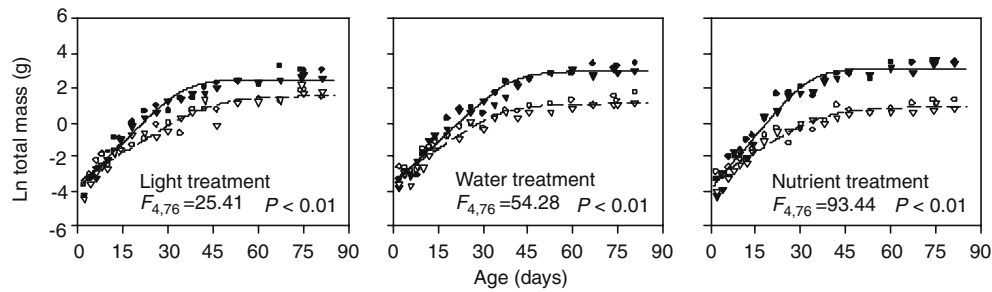 Ln total mass (g)
6
4
2
0
-2
-4
-6
Light treatment
F4,76=25.41 P < 0.01
0 15 30 45 60 75 90
Water treatment
F4,76=54.28 P < 0.01
0 15 30 45 60 75 90
Nutrient treatment
F4,76=93.44 P < 0.01
0 15 30 45 60 75 90
Age (days)